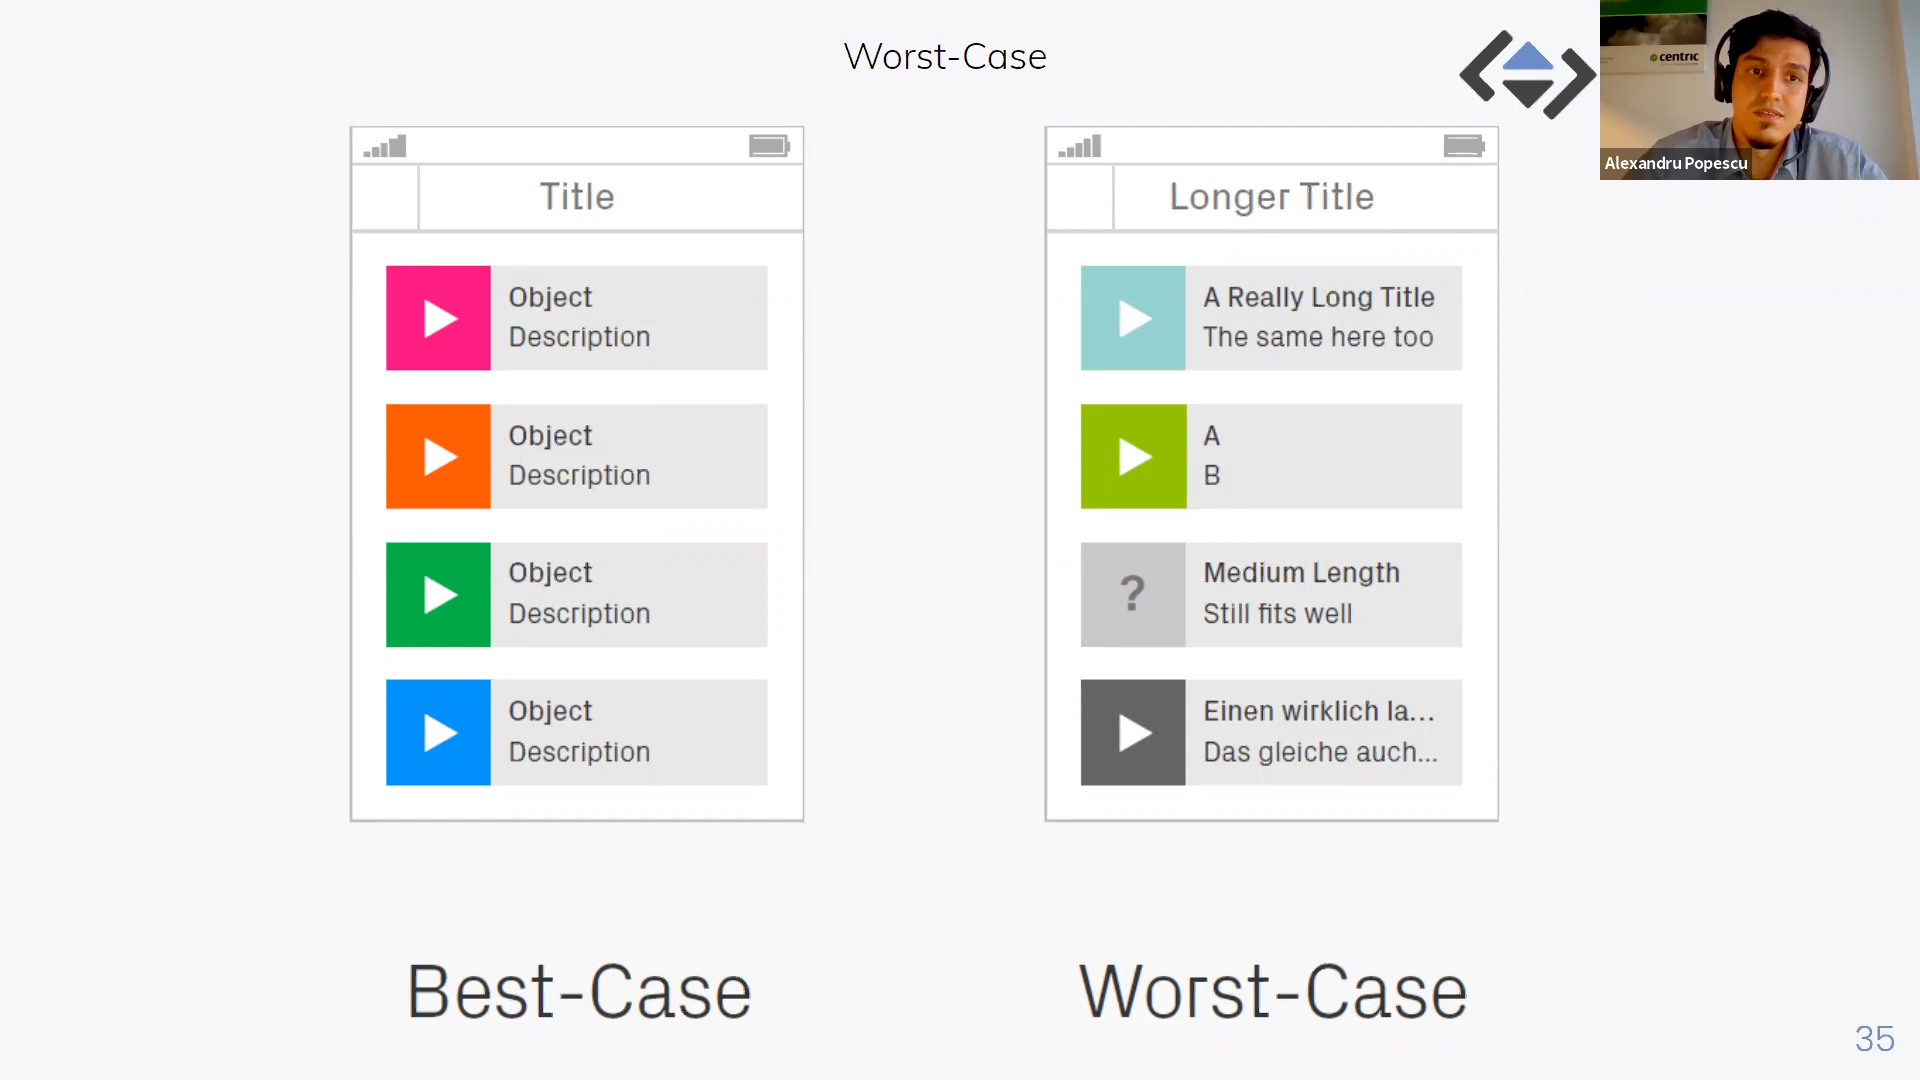 Worst-Case
centric
Alexandru Popescu
Title
Object
Description
Object
Description
Object
Description
Object
Description
Best-Case
Longer Title
A Really Long Title
The same here too
A
B
?
Medium Length
Still fits well
Einen wirklich la...
Das gleiche auch...
Worst-Case
35